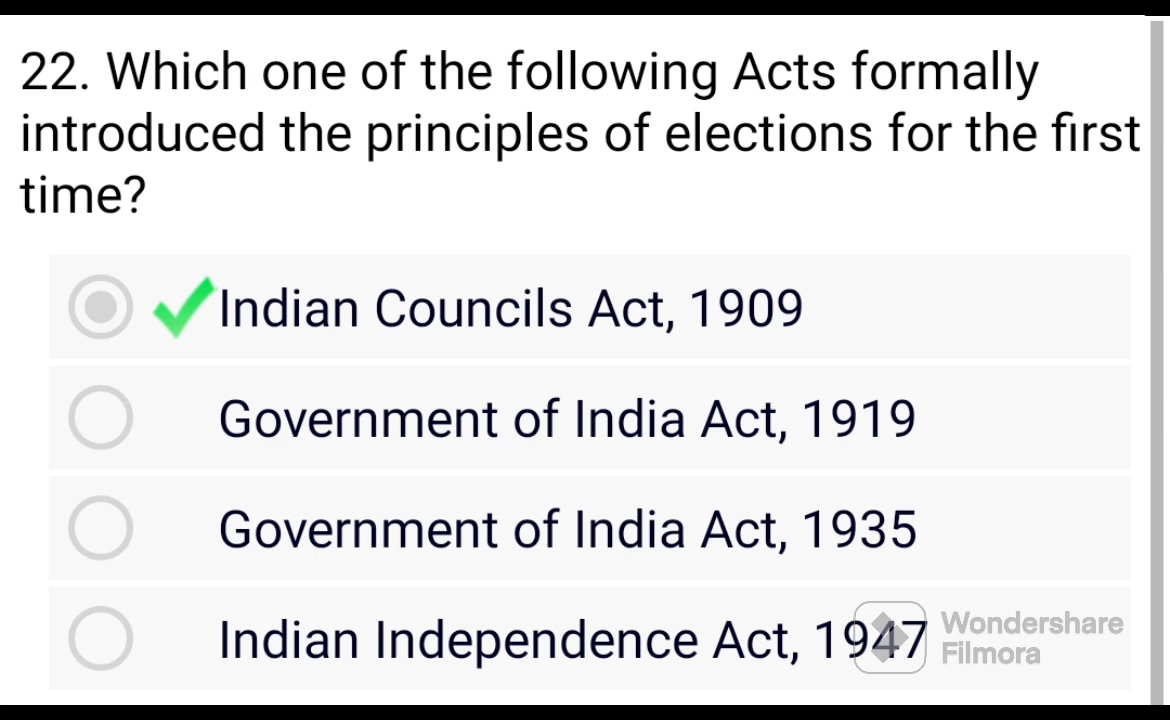 22. Which one of the following Acts formally
introduced the principles of elections for the first
time?
Indian Councils Act, 1909
Government of India Act, 1919
Government of India Act, 1935
Indian Independence Act, 1947
Wondershare
Filmora